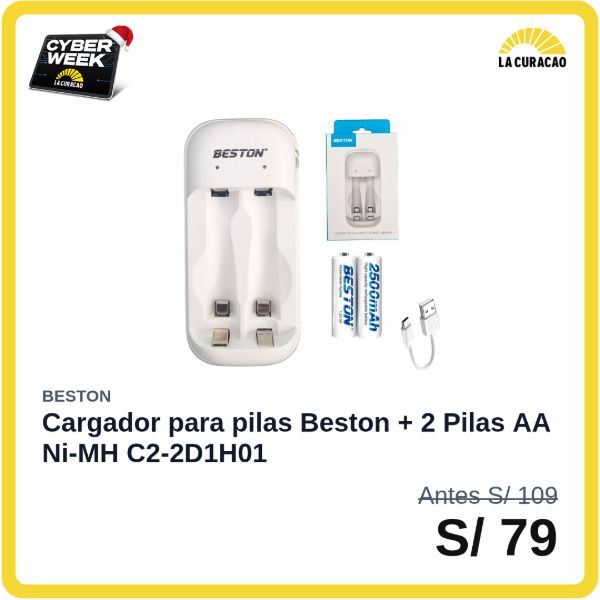 CYBER
WEEK
LA CURACAO
LA CURACAO
BESTON®
BESTON
BESTON
2500mAh
BESTON
Cargador para pilas Beston + 2 Pilas AA
Ni-MH C2-2D1H01
Antes S/ 109
S/ 79